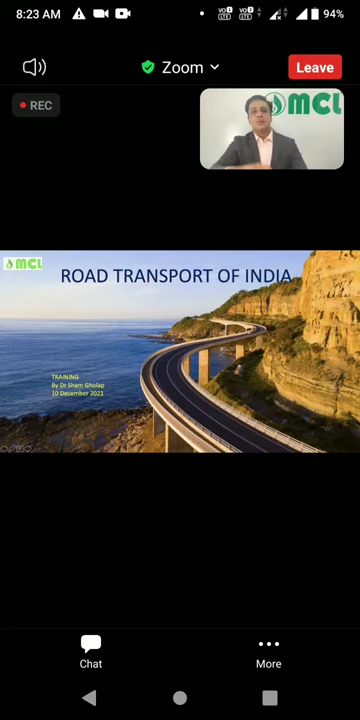 8:23 AM
94%
Zoom
Leave
REC
MCL
MCL
ROAD TRANSPORT OF INDIA
TRAINING
By Dr Sham Gholap
10 December 2021
Chat
More